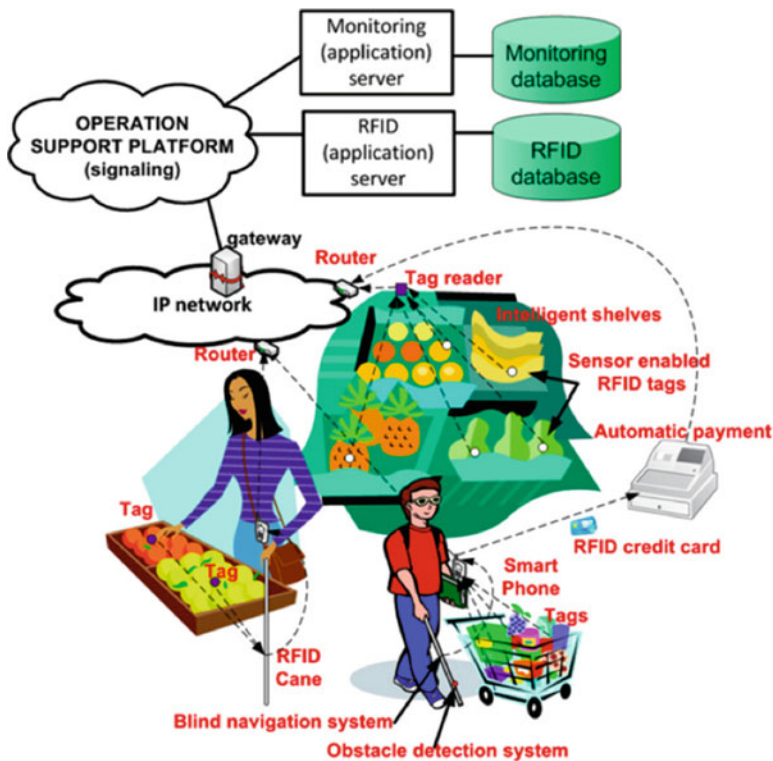 Monitoring
(application)
server
Monitoring
database
OPERATION
SUPPORT PLATFORM
(signaling)
RFID
(application)
server
RFID
database
gateway
Router
IP network
Tag reader
Intelligent shelves
Router
Sensor enabled
RFID tags
Automatic payment
Tag
Tag
RFID credit card
Smart
Phone
Tags
RFID
Cane
Blind navigation system
Obstacle detection system